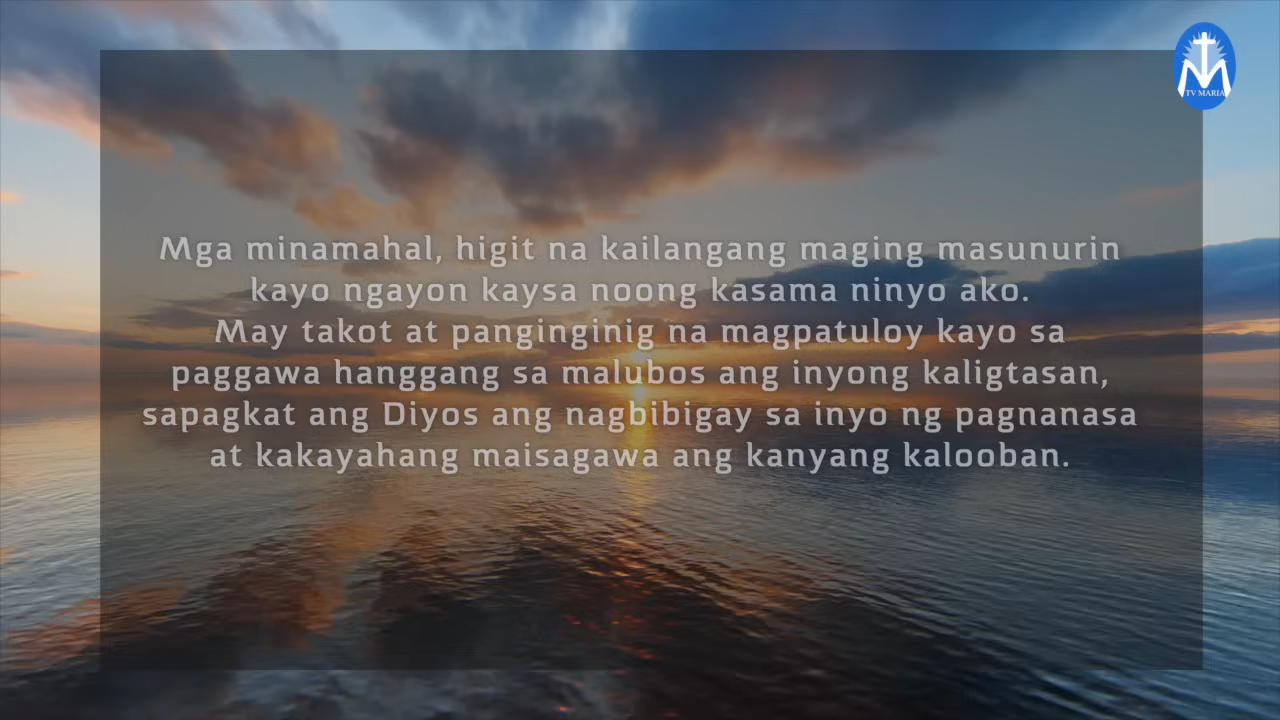 TV MARIA
Mga minamahal, higit na kailangang maging masunurin
kayo ngayon kaysa noong kasama ninyo ako.
May takot at panginginig na magpatuloy kayo sa
paggawa hanggang sa malubos ang inyong kaligtasan,
sapagkat ang Diyos ang nagbibigay sa inyo ng pagnanasa
at kakayahang maisagawa ang kanyang kalooban.